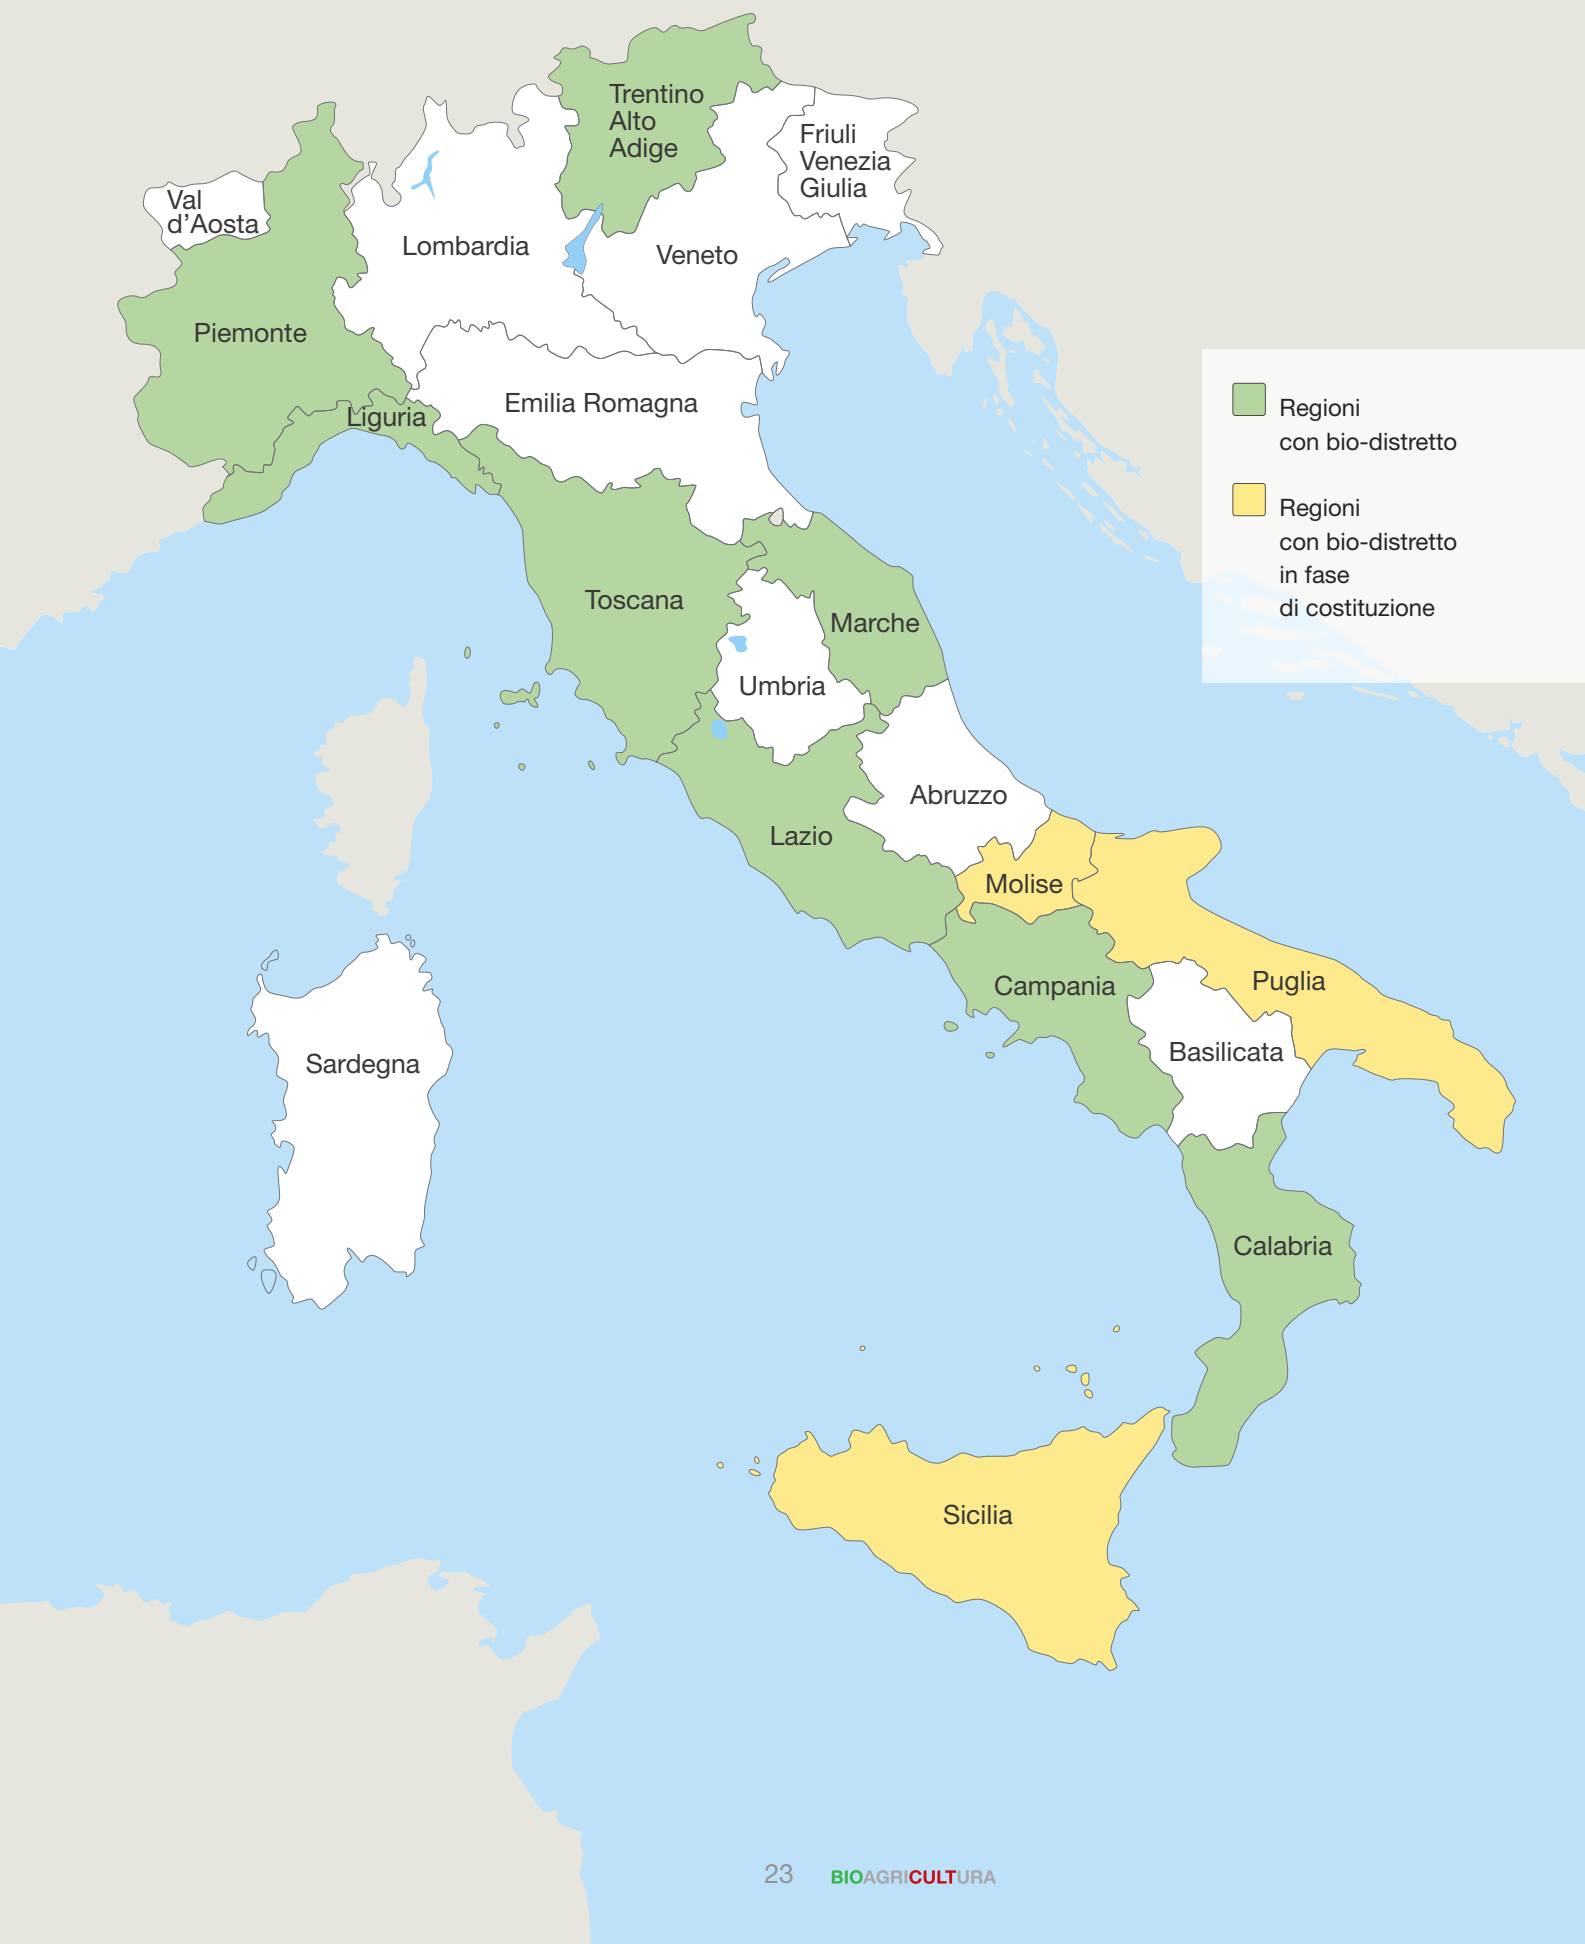 Trentino
Alto
Adige
Friuli
Venezia
Giulia
Val
d’Aosta
Lombardia
Veneto
Piemonte
Emilia Romagna
Liguria
Regioni
con bio-distretto
Regioni
con bio-distretto
in fase
di costituzione
Toscana
Marche
Umbria
Abruzzo
Lazio
Molise
Puglia
Campania
Basilicata
Sardegna
Calabria
Sicilia
23 BIOAGRICULTURA